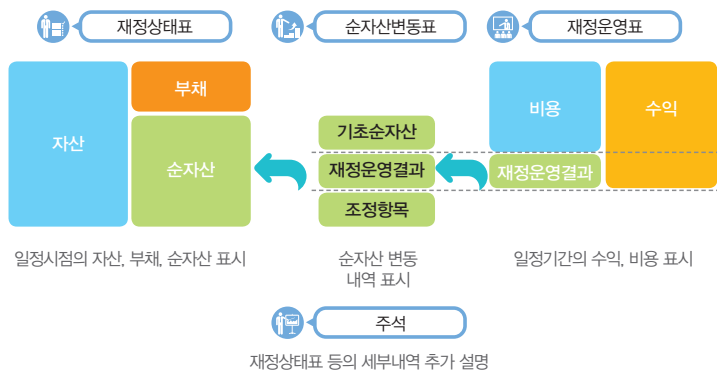 재정상태표
순자산변동표
재정운영표
자산
부채
순자산
기초순자산
재정운영결과
조정항목
비용
수익
재정운영결과
일정시점의 자산, 부채, 순자산 표시
순자산 변동
내역 표시
일정기간의 수익, 비용 표시
주석
재정상태표 등의 세부내역 추가 설명